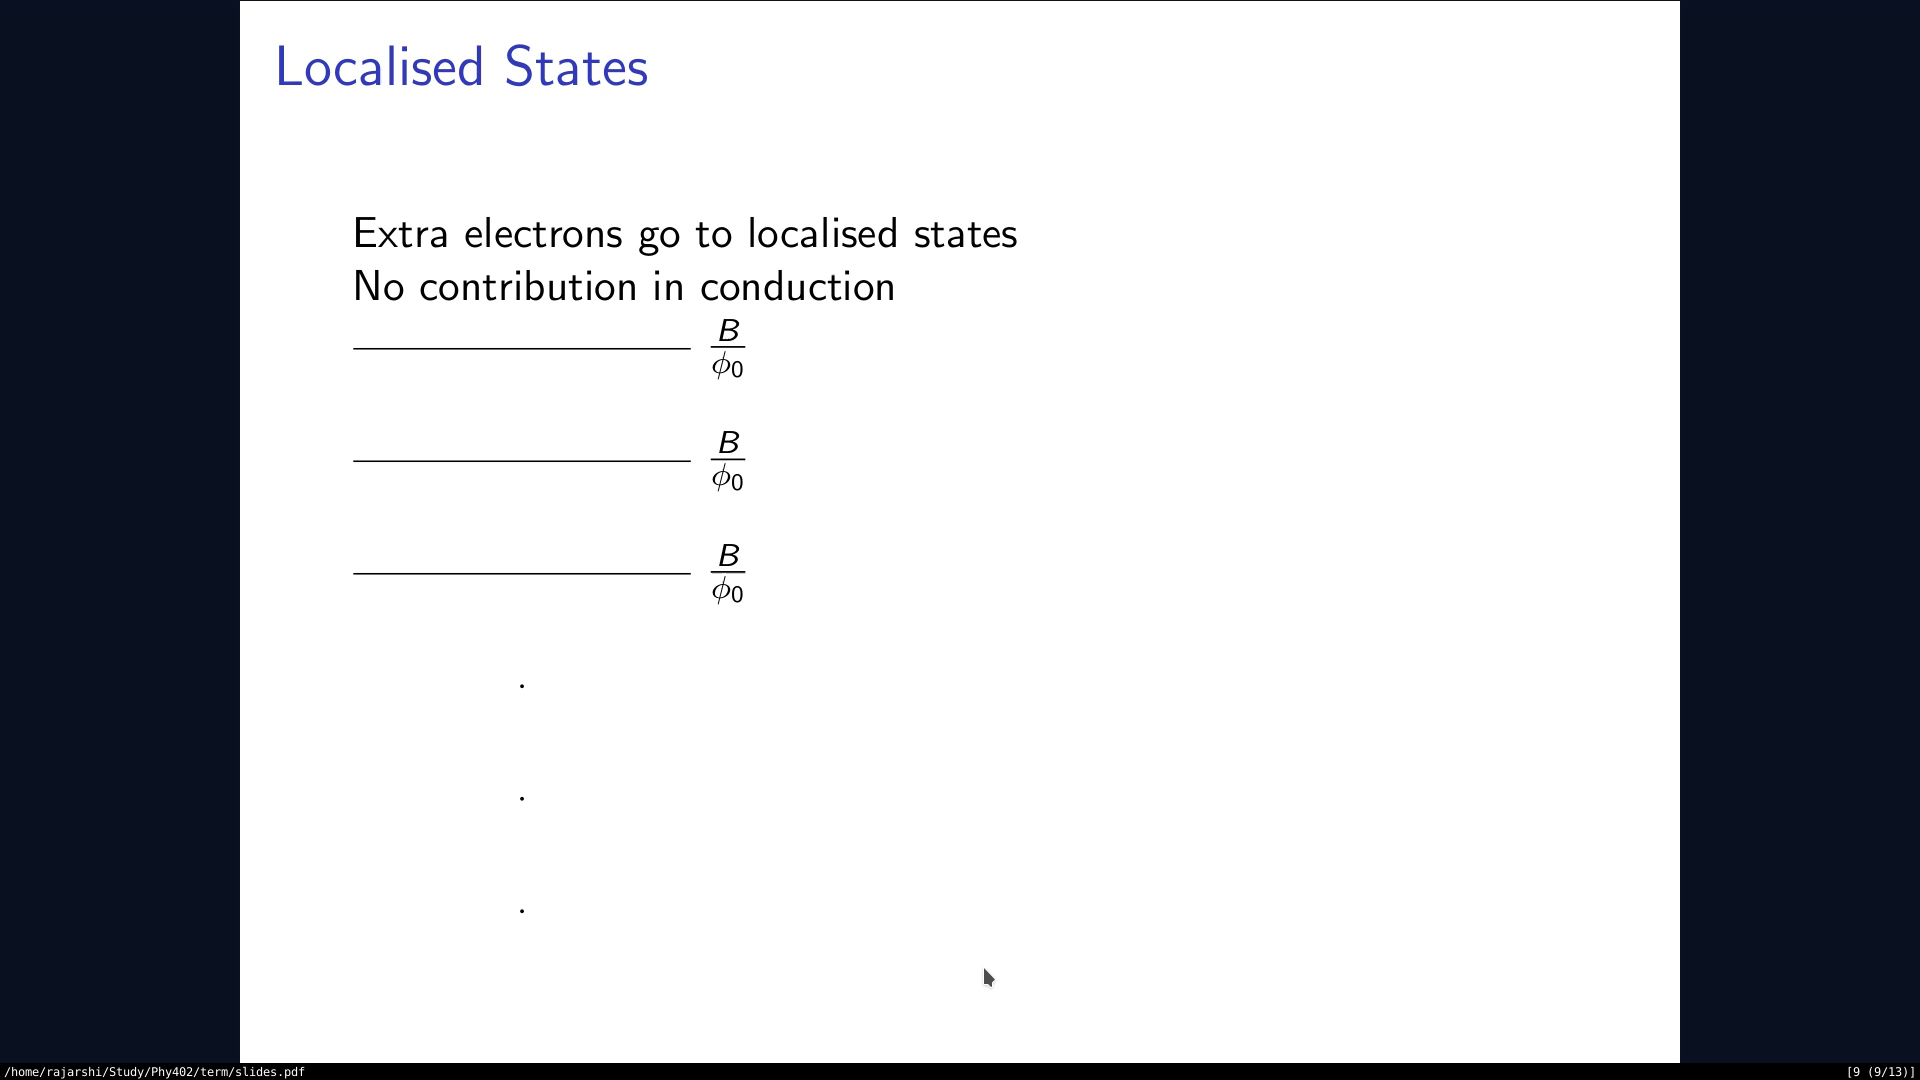 Localised States
Extra electrons go to localised states
No contribution in conduction
B
ϕ0
B
ϕ0
B
ϕ0
.
.
.
/home/rajarshi/Study/Phy402/term/slides.pdf
[9 (9/13)]